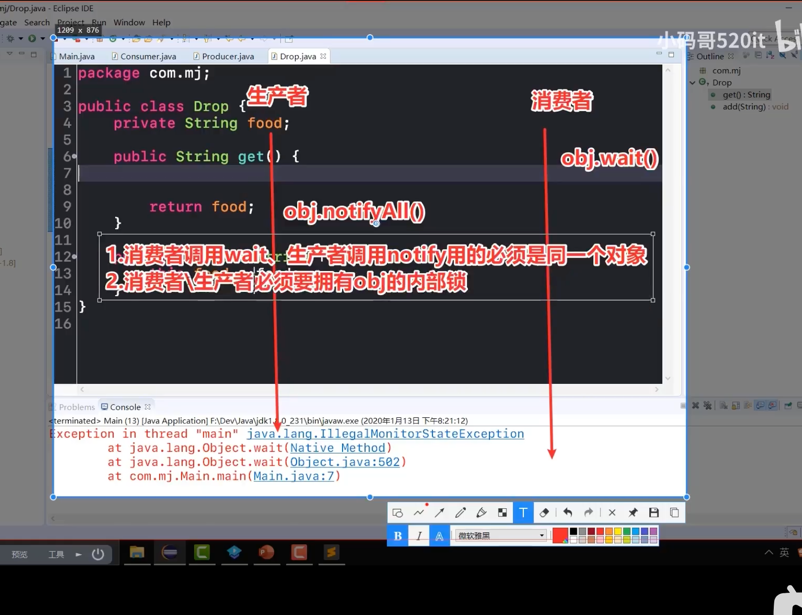 mj/Drop.java - Eclipse IDE
gate Search Project Run Window Help
1209 x 876
小码哥520it
Main.java
Consumer.java
Producer.java
Drop.java
Outline
com.mj
Drop
get() : String
add(String) : void
1 package com.mj;
2
3 public class Drop {
4 private String food;
5
6 public String get() {
7
8
9 return food;
10 }
11
12
13
14
15 }
16
生产者
消费者
obj.wait()
obj.notifyAll()
1.消费者调用wait、生产者调用notify用的必须是同一个对象
2.消费者\生产者必须要拥有obj的内部锁
Problems Console
<terminated> Main (13) [Java Application] F:\Dev\Java\jdk1.8.0_231\bin\javaw.exe (2020年1月13日 下午8:21:12)
Exception in thread "main" java.lang.IllegalMonitorStateException
at java.lang.Object.wait(Native Method)
at java.lang.Object.wait(Object.java:502)
at com.mj.Main.main(Main.java:7)
B I A 微软雅黑
预览 工具
英